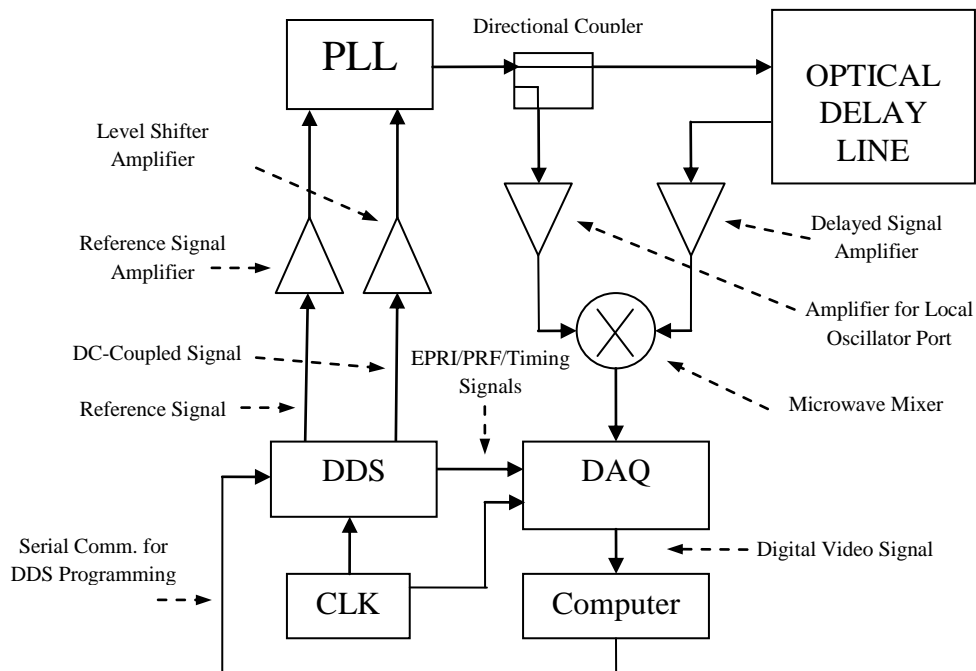 Directional Coupler
PLL
OPTICAL
DELAY
LINE
Level Shifter
Amplifier
Reference Signal
Amplifier
Delayed Signal
Amplifier
Amplifier for Local
Oscillator Port
DC-Coupled Signal
EPRI/PRF/Timing
Signals
Reference Signal
Microwave Mixer
DDS
DAQ
Serial Comm. for
DDS Programming
Digital Video Signal
CLK
Computer